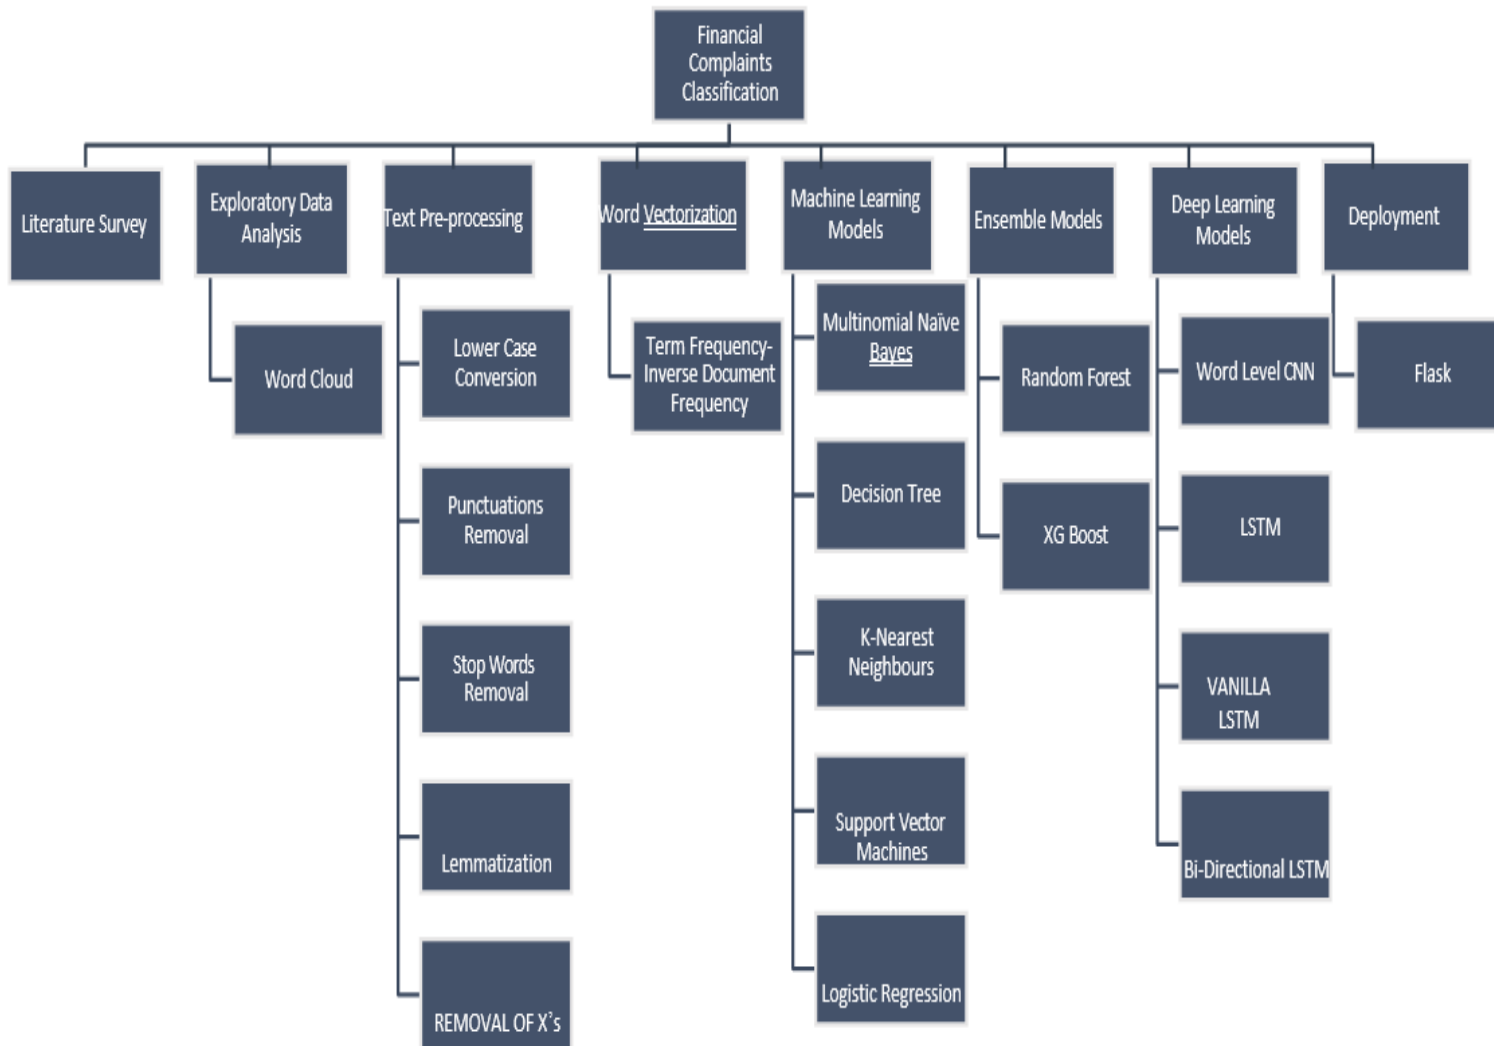 Financial
Complaints
Classification
Literature Survey
Exploratory Data
Analysis
Text Pre-processing
Word Vectorization
Machine Learning
Models
Ensemble Models
Deep Learning
Models
Deployment
Word Cloud
Lower Case
Conversion
Punctuations
Removal
Stop Words
Removal
Lemmatization
REMOVAL OF X's
Term Frequency-
Inverse Document
Frequency
Multinomial Naïve
Bayes
Decision Tree
K-Nearest
Neighbours
Support Vector
Machines
Logistic Regression
Random Forest
XG Boost
Word Level CNN
LSTM
VANILLA
LSTM
Bi-Directional LSTM
Flask